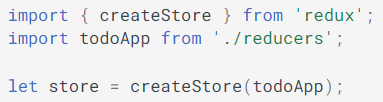 import { createStore } from 'redux';
import todoApp from './reducers';
let store = createStore(todoApp);